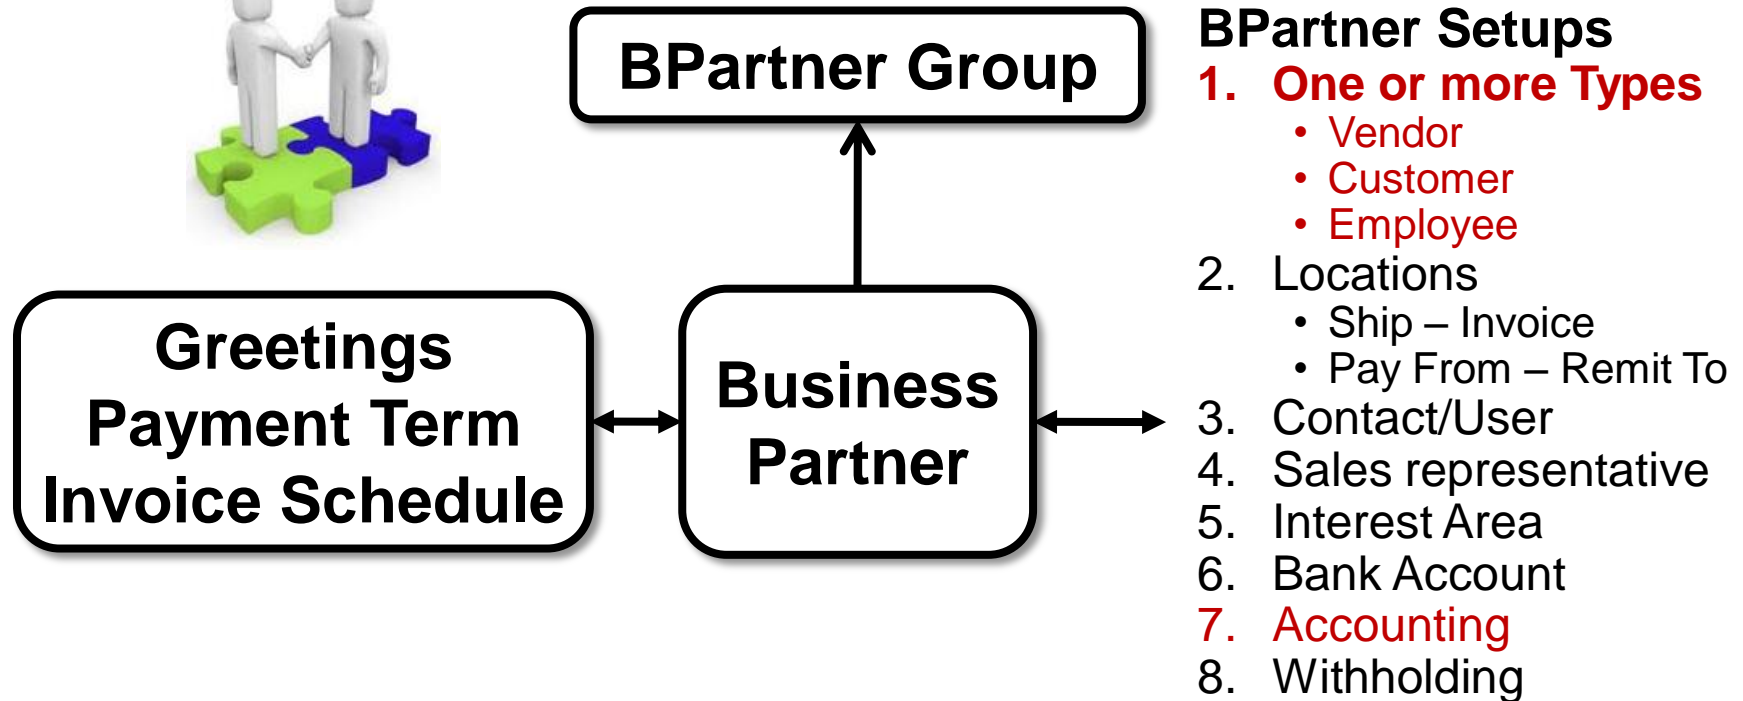 BPartner Group
Greetings
Payment Term
Invoice Schedule
Business
Partner
BPartner Setups
1. One or more Types
• Vendor
• Customer
• Employee
2. Locations
• Ship – Invoice
• Pay From – Remit To
3. Contact/User
4. Sales representative
5. Interest Area
6. Bank Account
7. Accounting
8. Withholding